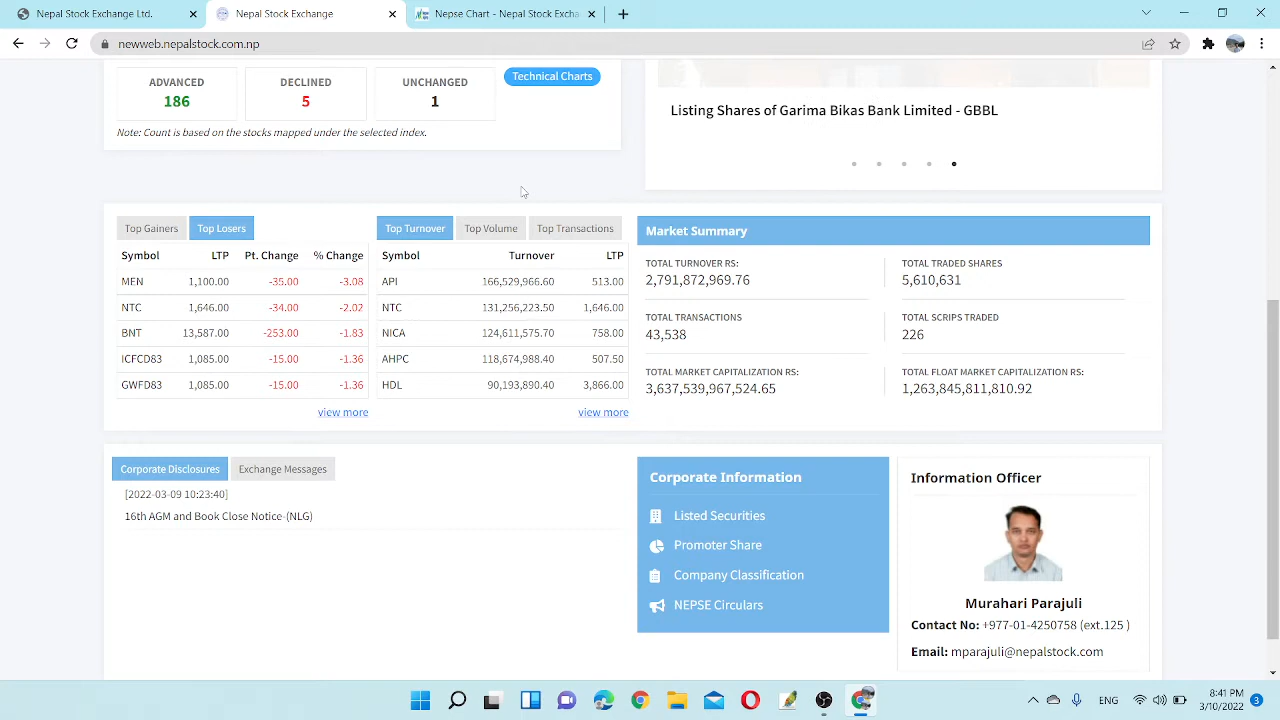 Nepal Stock Exchange Ltd.
Nepal Stock Exchange
Nepal Chart - Nepal Stock Excha
newweb.nepalstock.com.np
ADVANCED DECLINED UNCHANGED Technical Charts
186 5 1
Note: Count is based on the stocks mapped under the selected index.
Listing Shares of Garima Bikas Bank Limited - GBBL
Top Gainers Top Losers
Symbol LTP Pt. Change % Change
MEN 1,100.00 -35.00 -3.08
NTC 1,646.00 -34.00 -2.02
BNT 13,587.00 -253.00 -1.83
ICFCD83 1,085.00 -15.00 -1.36
GWFD83 1,085.00 -15.00 -1.36
view more
Top Turnover Top Volume Top Transactions
Symbol Turnover LTP
API 166,529,966.60 513.00
NTC 131,256,223.50 1,646.00
NICA 124,611,575.70 758.00
AHPC 118,674,988.40 507.50
HDL 90,193,890.40 3,866.00
view more
Market Summary
TOTAL TURNOVER RS: TOTAL TRADED SHARES
2,791,872,969.76 5,610,631
TOTAL TRANSACTIONS TOTAL SCRIPS TRADED
43,538 226
TOTAL MARKET CAPITALIZATION RS: TOTAL FLOAT MARKET CAPITALIZATION RS:
3,637,539,967,524.65 1,263,845,811,810.92
Corporate Disclosures Exchange Messages
[2022-03-09 10:23:40]
16th AGM and Book Close Notice-(NLG)
Corporate Information
Listed Securities
Promoter Share
Company Classification
NEPSE Circulars
Information Officer
Murahari Parajuli
Contact No: +977-01-4250758 (ext.125 )
Email: mparajuli@nepalstock.com
ENG
8:41 PM
3/10/2022
3